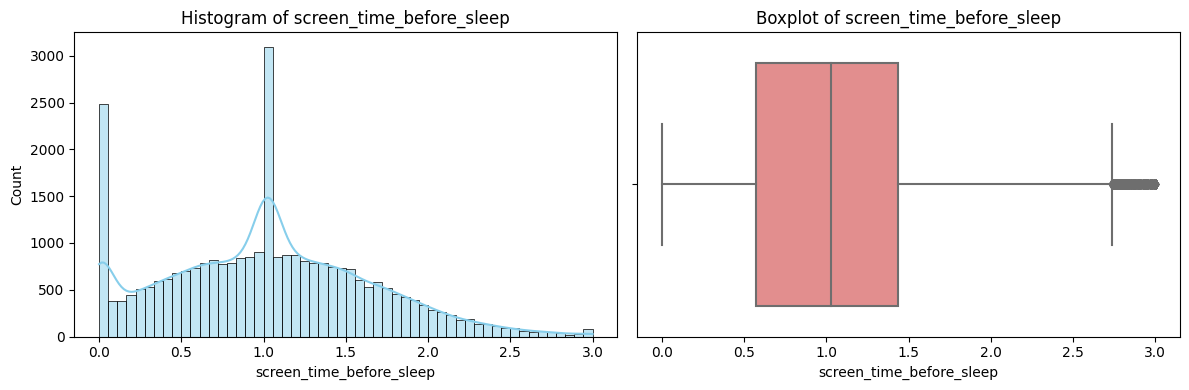 Histogram of screen_time_before_sleep
3000
2500
2000
1500
1000
500
0
Count
0.0 0.5 1.0 1.5 2.0 2.5 3.0
screen_time_before_sleep
Boxplot of screen_time_before_sleep
0.0 0.5 1.0 1.5 2.0 2.5 3.0
screen_time_before_sleep